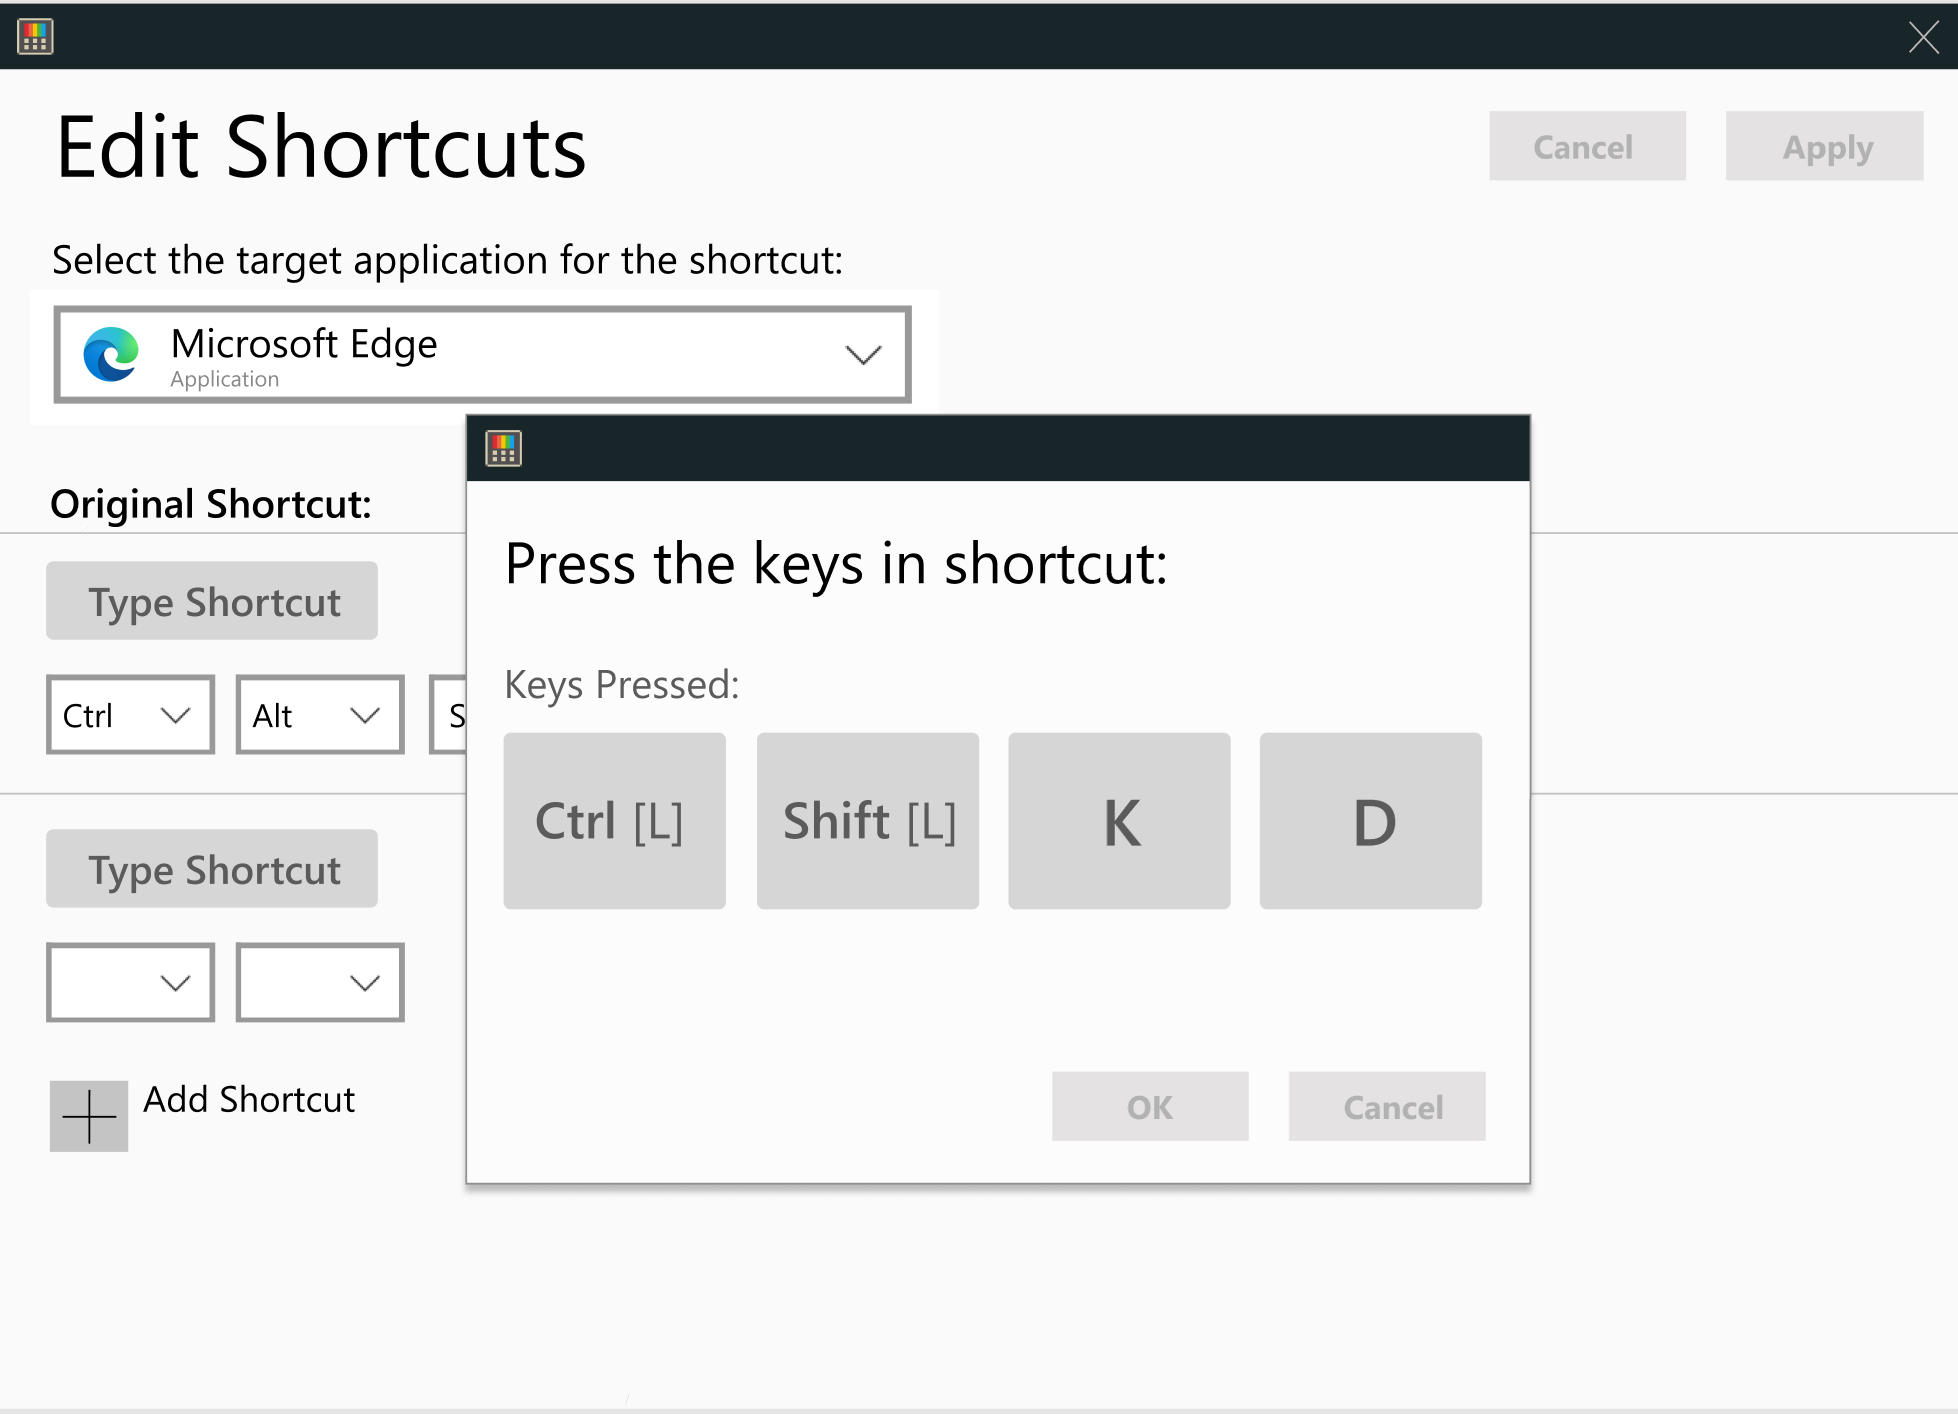 Edit Shortcuts
Cancel
Apply
Select the target application for the shortcut:
Microsoft Edge
Application
Original Shortcut:
Type Shortcut
Ctrl
Alt
S
Press the keys in shortcut:
Keys Pressed:
Ctrl [L]
Shift [L]
K
D
Type Shortcut
Add Shortcut
OK
Cancel